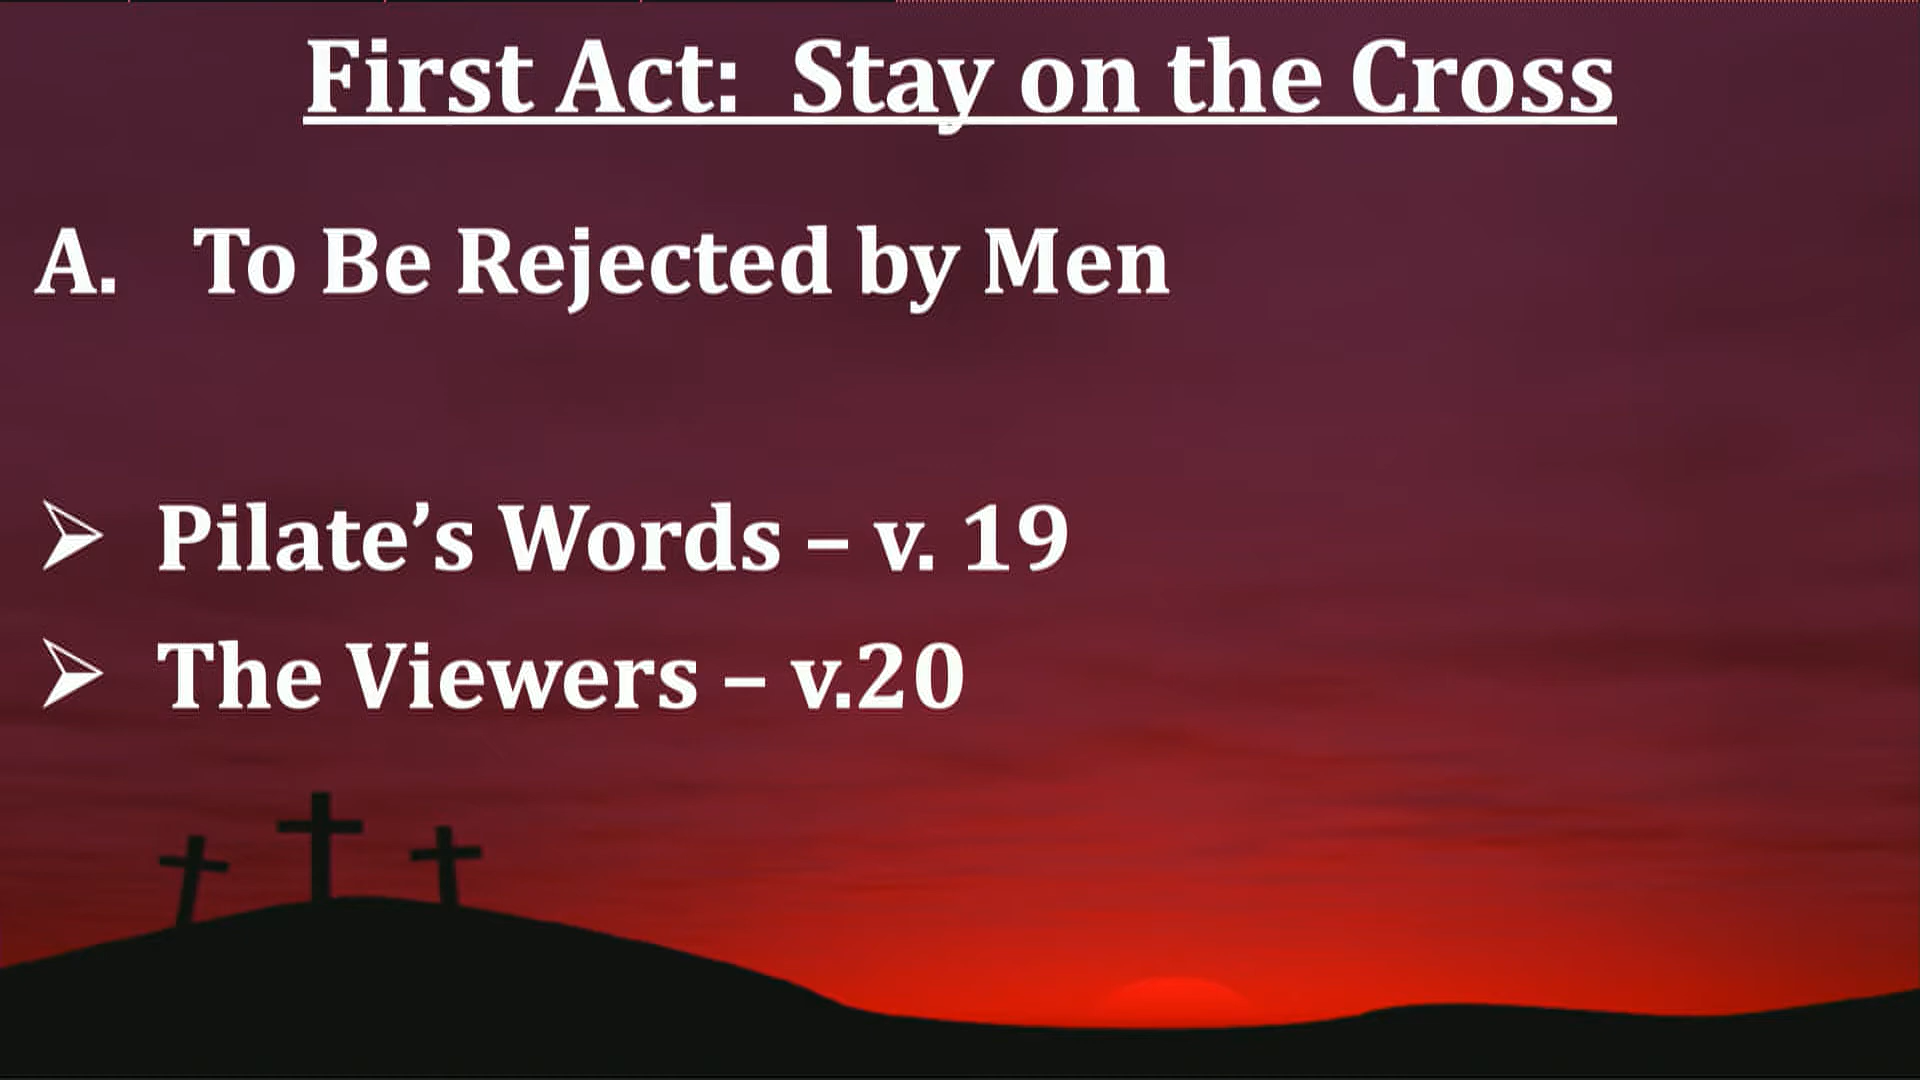 First Act:  Stay on the Cross
A. To Be Rejected by Men
➢ Pilate’s Words – v. 19
➢ The Viewers – v.20